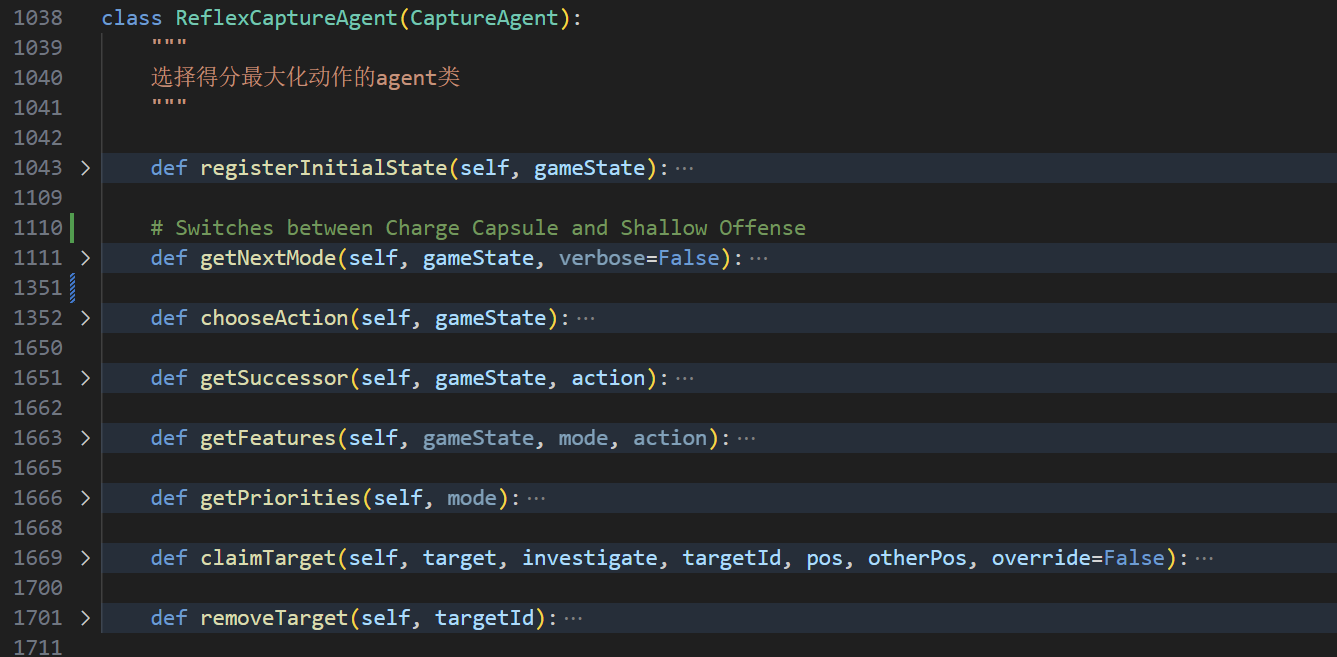 1038 class ReflexCaptureAgent(CaptureAgent):
1039 """
1040 选择得分最大化动作的agent类
1041 """
1042
1043 > def registerInitialState(self, gameState): ···
1109
1110 # Switches between Charge Capsule and Shallow Offense
1111 > def getNextMode(self, gameState, verbose=False): ···
1351
1352 > def chooseAction(self, gameState): ···
1650
1651 > def getSuccessor(self, gameState, action): ···
1662
1663 > def getFeatures(self, gameState, mode, action): ···
1665
1666 > def getPriorities(self, mode): ···
1668
1669 > def claimTarget(self, target, investigate, targetId, pos, otherPos, override=False): ···
1700
1701 > def removeTarget(self, targetId): ···
1711